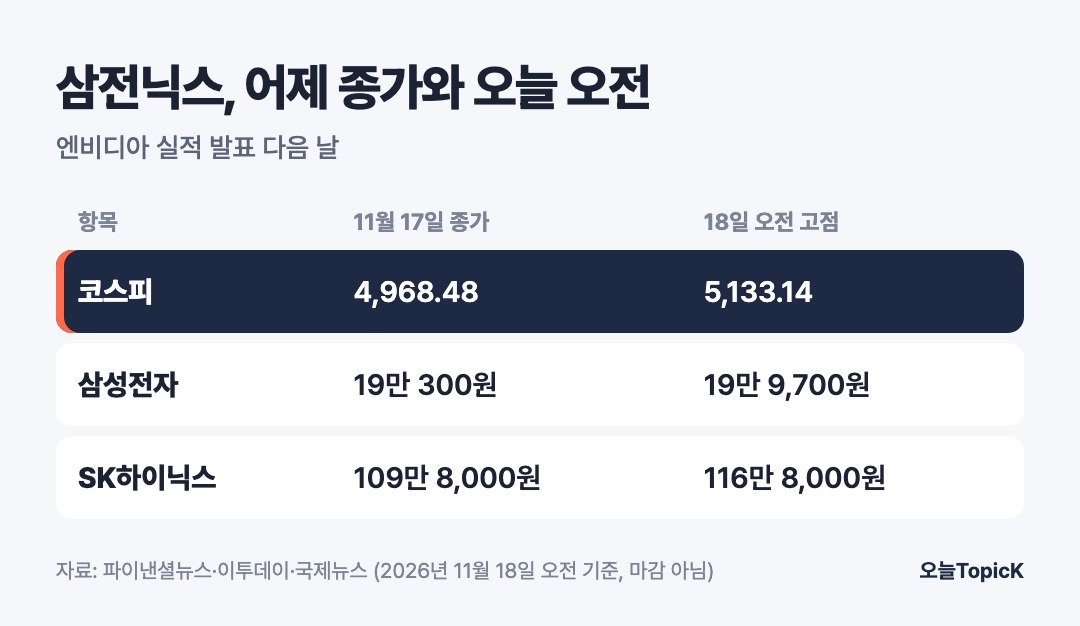 삼전닉스, 어제 종가와 오늘 오전
엔비디아 실적 발표 다음 날
항목 11월 17일 종가 18일 오전 고점
코스피 4,968.48 5,133.14
삼성전자 19만 300원 19만 9,700원
SK하이닉스 109만 8,000원 116만 8,000원
자료: 파이낸셜뉴스·이투데이·국제뉴스 (2026년 11월 18일 오전 기준, 마감 아님) 오늘TopicK